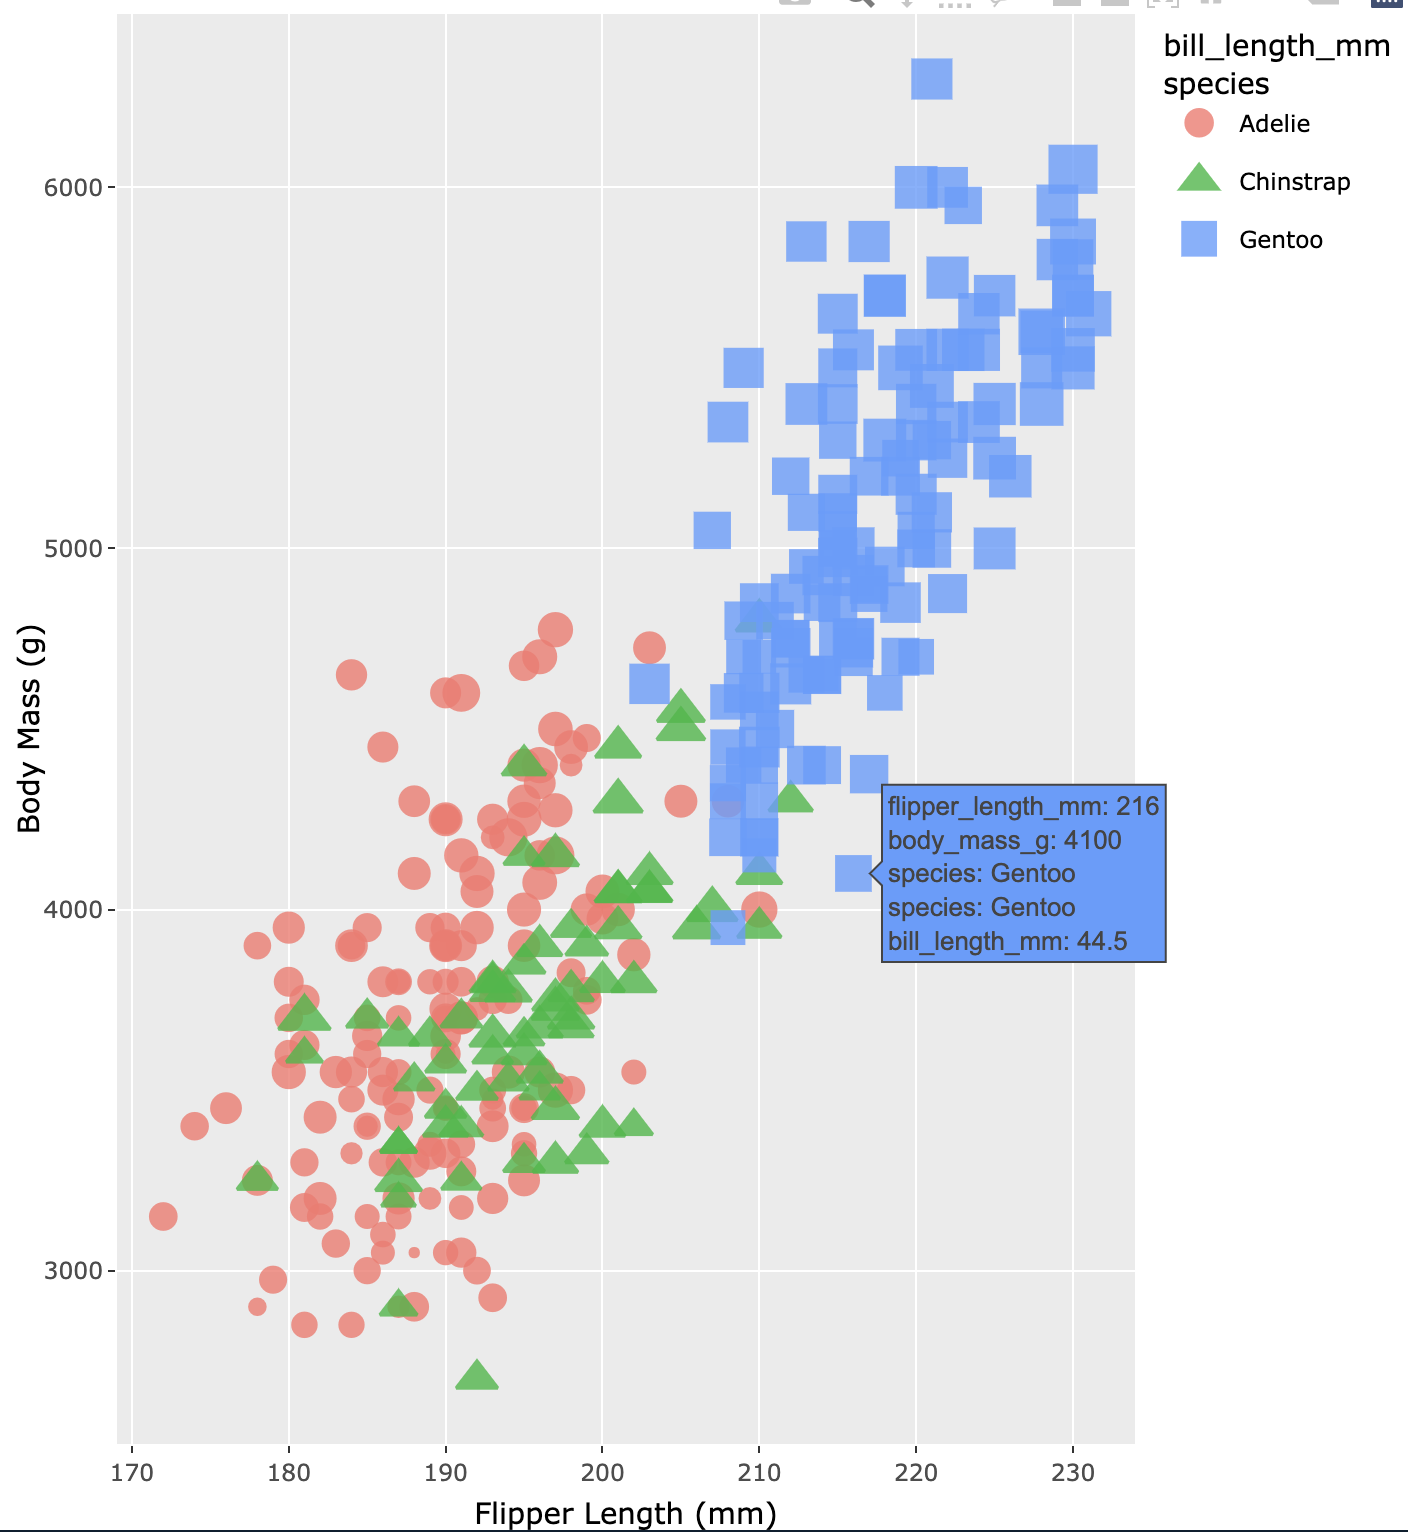 bill_length_mm
species
Adelie
Chinstrap
Gentoo
6000
5000
4000
3000
Body Mass (g)
flipper_length_mm: 216
body_mass_g: 4100
species: Gentoo
species: Gentoo
bill_length_mm: 44.5
170
180
190
200
210
220
230
Flipper Length (mm)